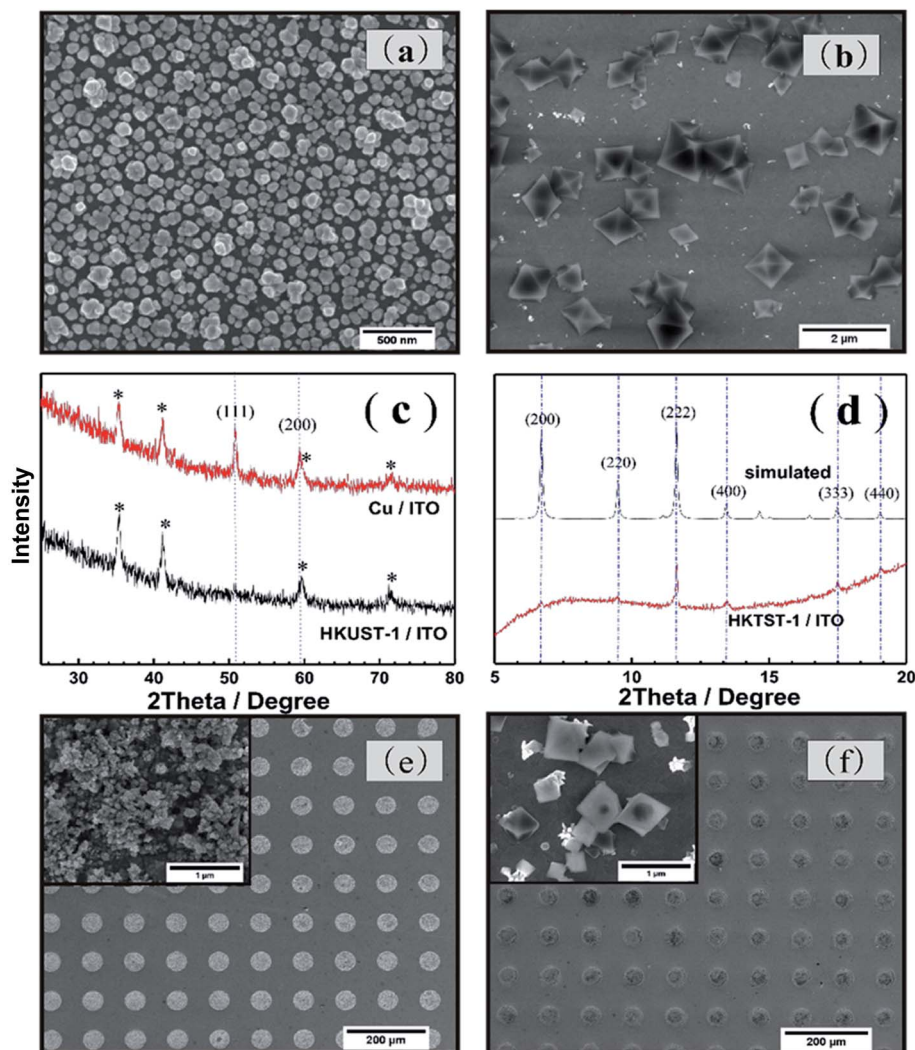 (a)
500 nm
(b)
2 µm
Intensity
* * (111) (200) * *
(c)
Cu / ITO
* * * *
HKUST-1 / ITO
30 40 50 60 70 80
2Theta / Degree
(d)
(200) (220) (222) (400) (333) (440)
simulated
HKTST-1 / ITO
5 10 15 20
2Theta / Degree
(e)
1 µm
200 µm
(f)
1 µm
200 µm